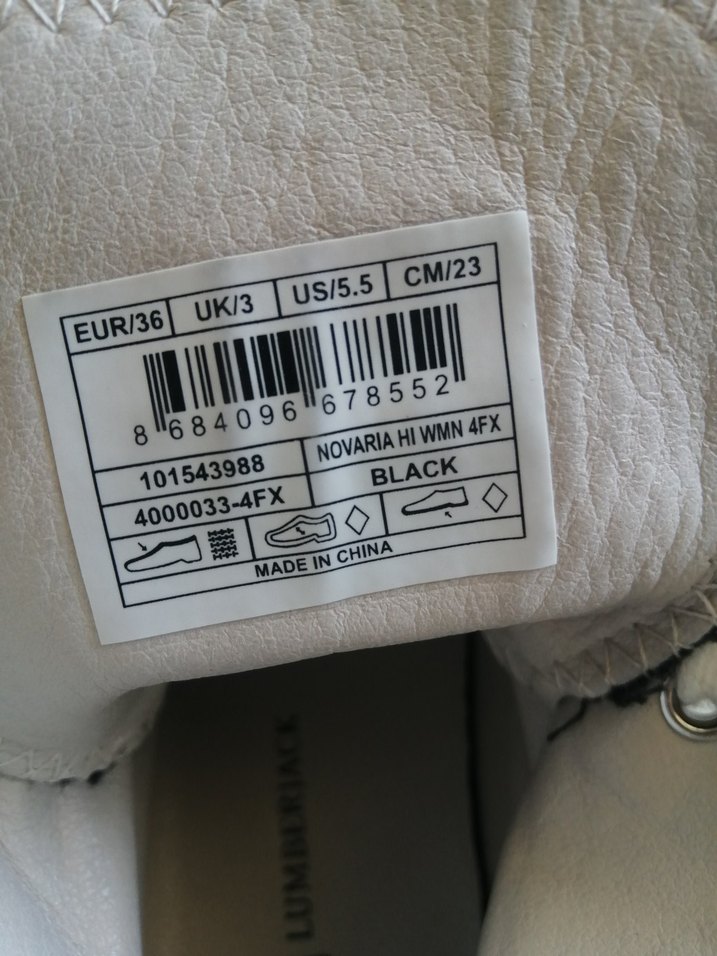 EUR/36 UK/3 US/5.5 CM/23
8 684096 678552
101543988 NOVARIA HI WMN 4FX
4000033-4FX BLACK
MADE IN CHINA
LUMBERJACK